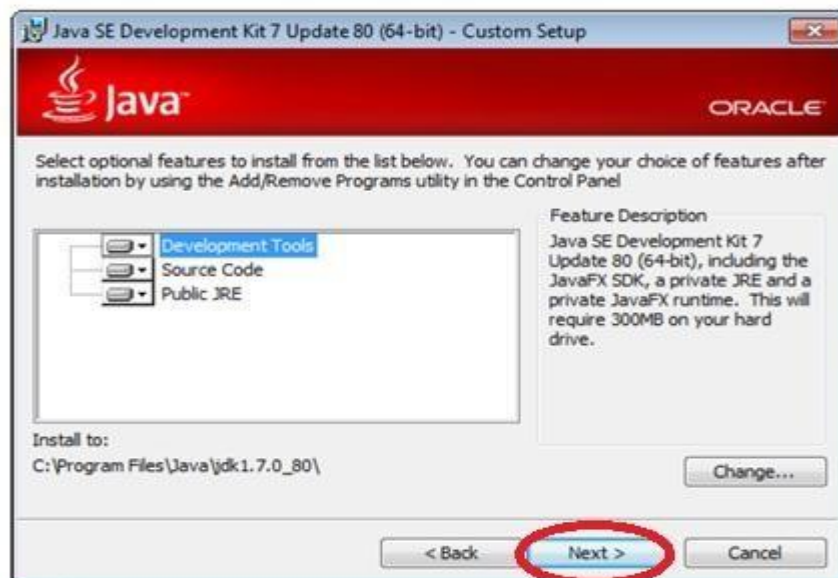 Java SE Development Kit 7 Update 80 (64-bit) - Custom Setup
Java™
ORACLE
Select optional features to install from the list below. You can change your choice of features after
installation by using the Add/Remove Programs utility in the Control Panel
Development Tools
Source Code
Public JRE
Feature Description
Java SE Development Kit 7
Update 80 (64-bit), including the
JavaFX SDK, a private JRE and a
private JavaFX runtime. This will
require 300MB on your hard
drive.
Install to:
C:\Program Files\Java\jdk1.7.0_80\
Change...
< Back
Next >
Cancel